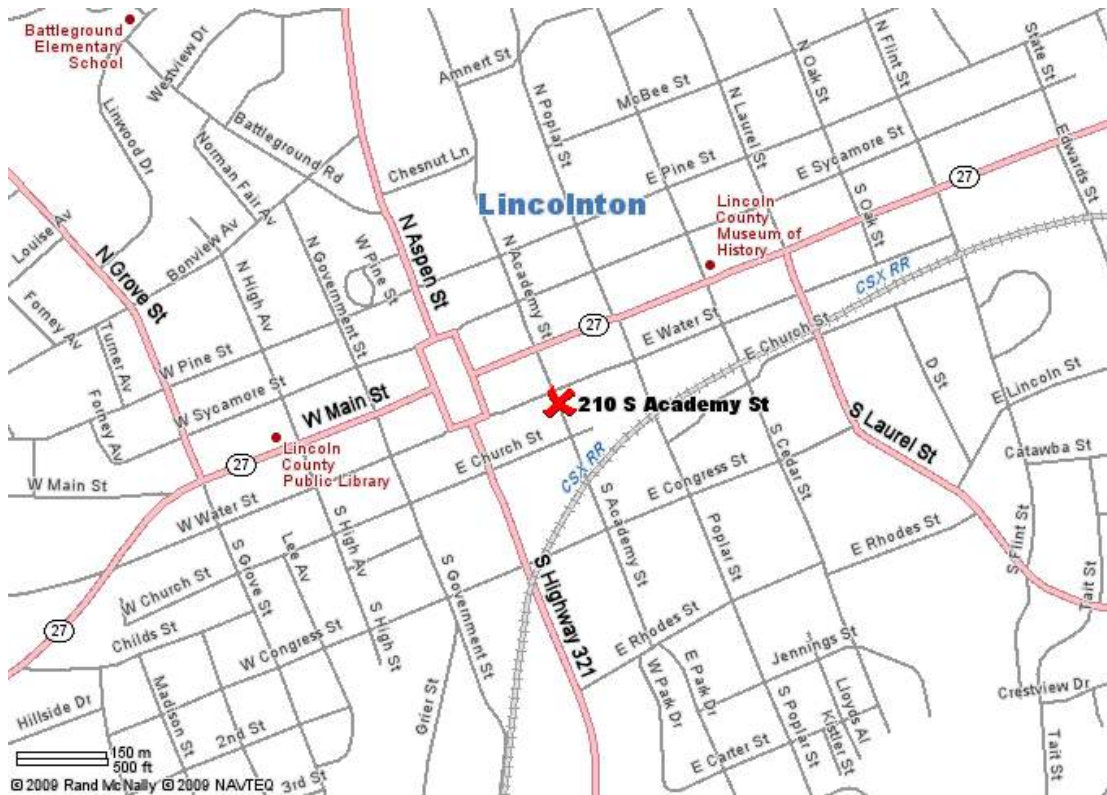 Battleground
Elementary
School
Westview Dr
Linwood Dr
Battleground Rd
Norman Fair Av
Amhert St
N Poplar St
McBee St
N Oak St
N Flint St
State St
Edwards St
N Laurel St
E Sycamore St
27
Chesnut Ln
E Pine St
Lincolnton
Lincoln
County
Museum of
History
S Oak St
Louise Av
N Grove St
Bonview Av
N High Av
N Government St
W Pine St
N Aspen St
N Academy St
CSX RR
Forney Av
Turner Av
W Pine St
27
E Water St
E Church St
Forney Av
W Sycamore St
W Main St
210 S Academy St
D St
E Lincoln St
Lincoln
County
Public Library
27
W Main St
E Church St
CSX RR
S Cedar St
S Laurel St
Catawba St
W Water St
S High Av
E Congress St
S Academy St
Poplar St
E Rhodes St
S Flint St
Tait St
S Grove St
Lee Av
S Government St
S Highway 321
W Church St
27
Childs St
W Congress St
S High St
E Rhodes St
Jennings St
W Park Dr
E Park Dr
Lloyds Al
Kistler St
S Poplar St
Crestview Dr
Hillside Dr
Madison St
2nd St
Grier St
E Carter St
Tait St
150 m
500 ft
3rd St
© 2009 Rand McNally © 2009 NAVTEQ